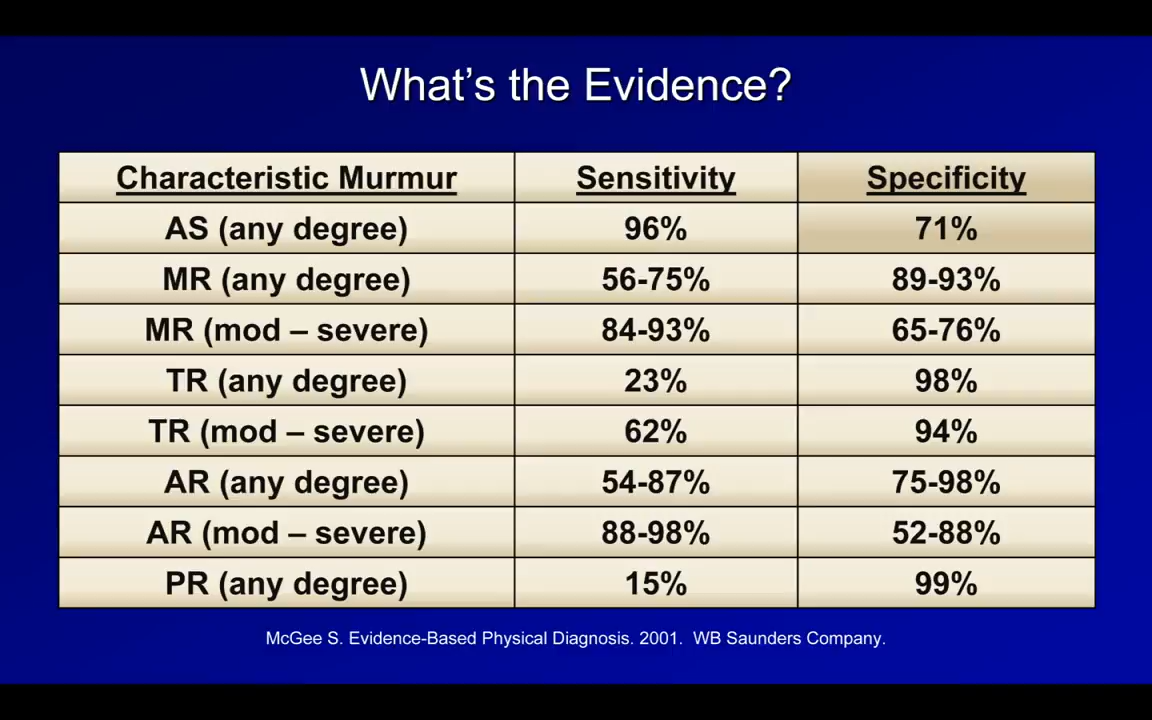 What's the Evidence?
Characteristic Murmur Sensitivity Specificity
AS (any degree) 96% 71%
MR (any degree) 56-75% 89-93%
MR (mod – severe) 84-93% 65-76%
TR (any degree) 23% 98%
TR (mod – severe) 62% 94%
AR (any degree) 54-87% 75-98%
AR (mod – severe) 88-98% 52-88%
PR (any degree) 15% 99%
McGee S. Evidence-Based Physical Diagnosis. 2001. WB Saunders Company.